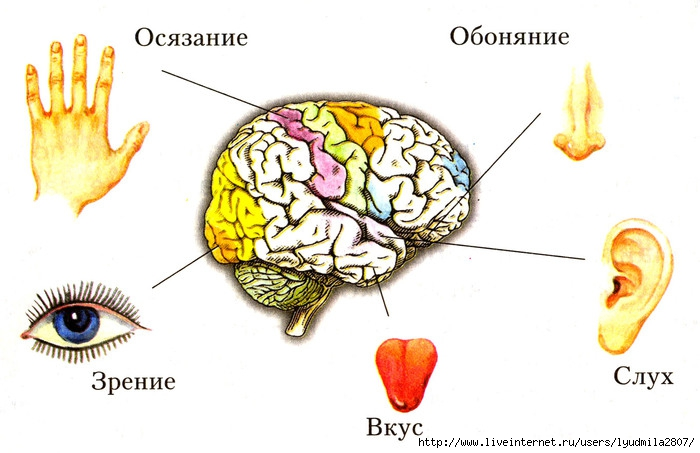 Осязание
Обоняние
Зрение
Слух
Вкус
http://www.liveinternet.ru/users/lyudmila2807/